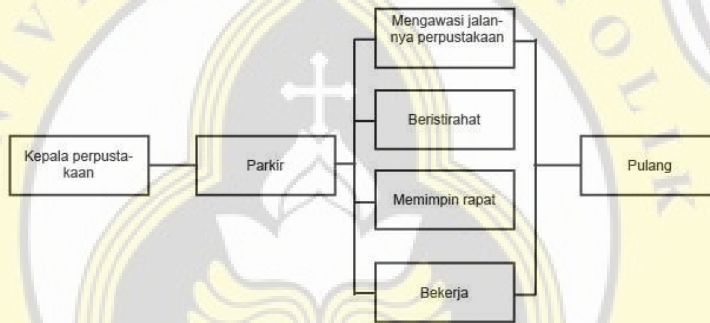 Mengawasi jalan-
nya perpustakaan
Beristirahat
Kepala perpusta-
kaan
Parkir
Pulang
Memimpin rapat
Bekerja